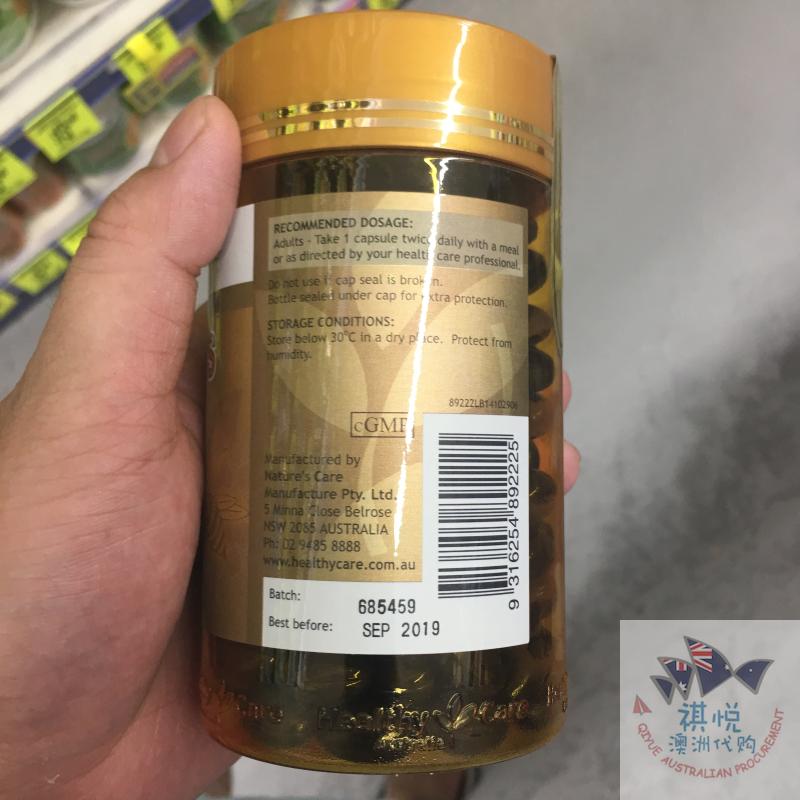 RECOMMENDED DOSAGE:
Adults - Take 1 capsule twice daily with a meal
or as directed by your health care professional.
Do not use if cap seal is broken.
Bottle sealed under cap for extra protection.
STORAGE CONDITIONS:
Store below 30°C in a dry place. Protect from
humidity.
89222LB14102906
cGMP
Manufactured by
Nature's Care
Manufacture Pty. Ltd.
5 Minna Close Belrose
NSW 2085 AUSTRALIA
Ph: 02 9485 8888
www.healthycare.com.au
9 316254 892225
Batch: 685459
Best before: SEP 2019
Healthy Care
Australia
祺悦
澳洲代购
QIYUE AUSTRALIAN PROCUREMENT